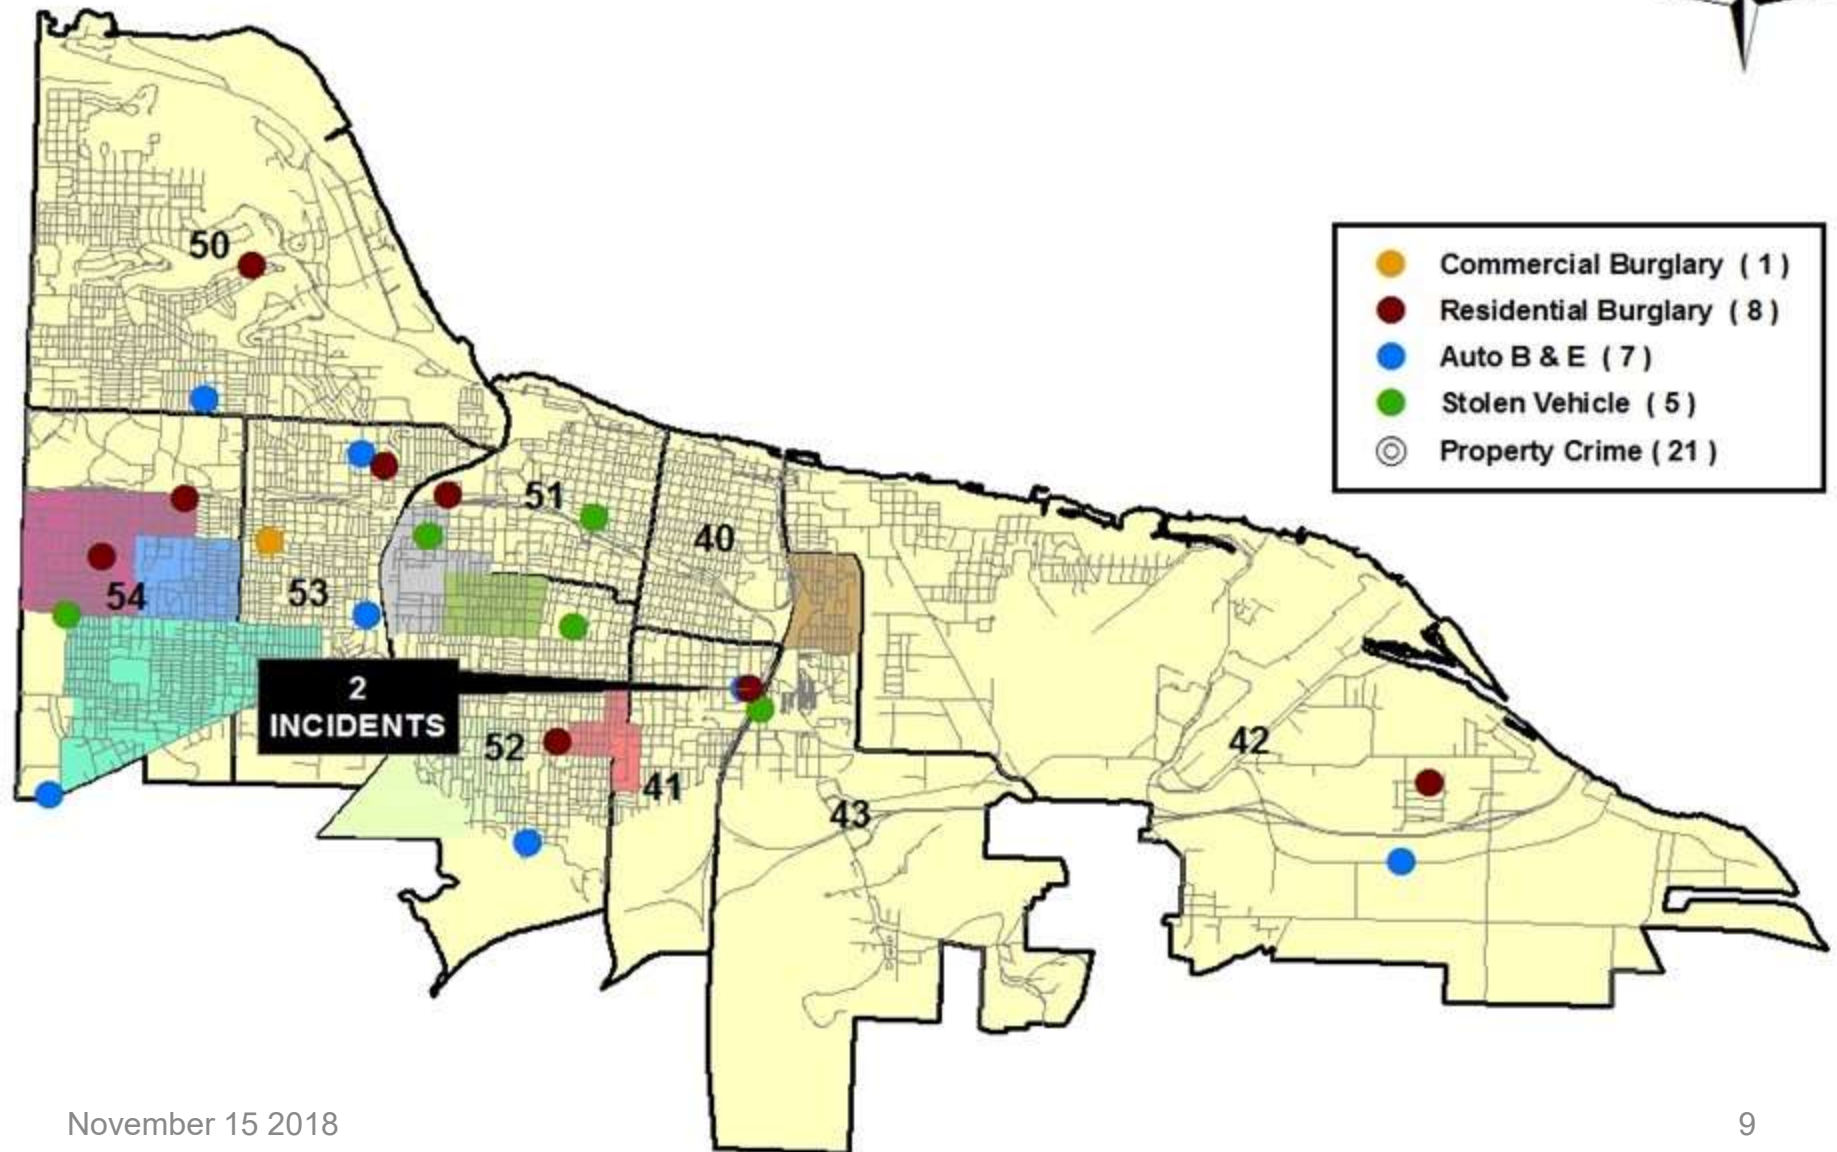 50
Commercial Burglary ( 1 )
Residential Burglary ( 8 )
Auto B & E ( 7 )
Stolen Vehicle ( 5 )
Property Crime ( 21 )
51
40
54
53
2
INCIDENTS
52
41
42
43
November 15 2018
9